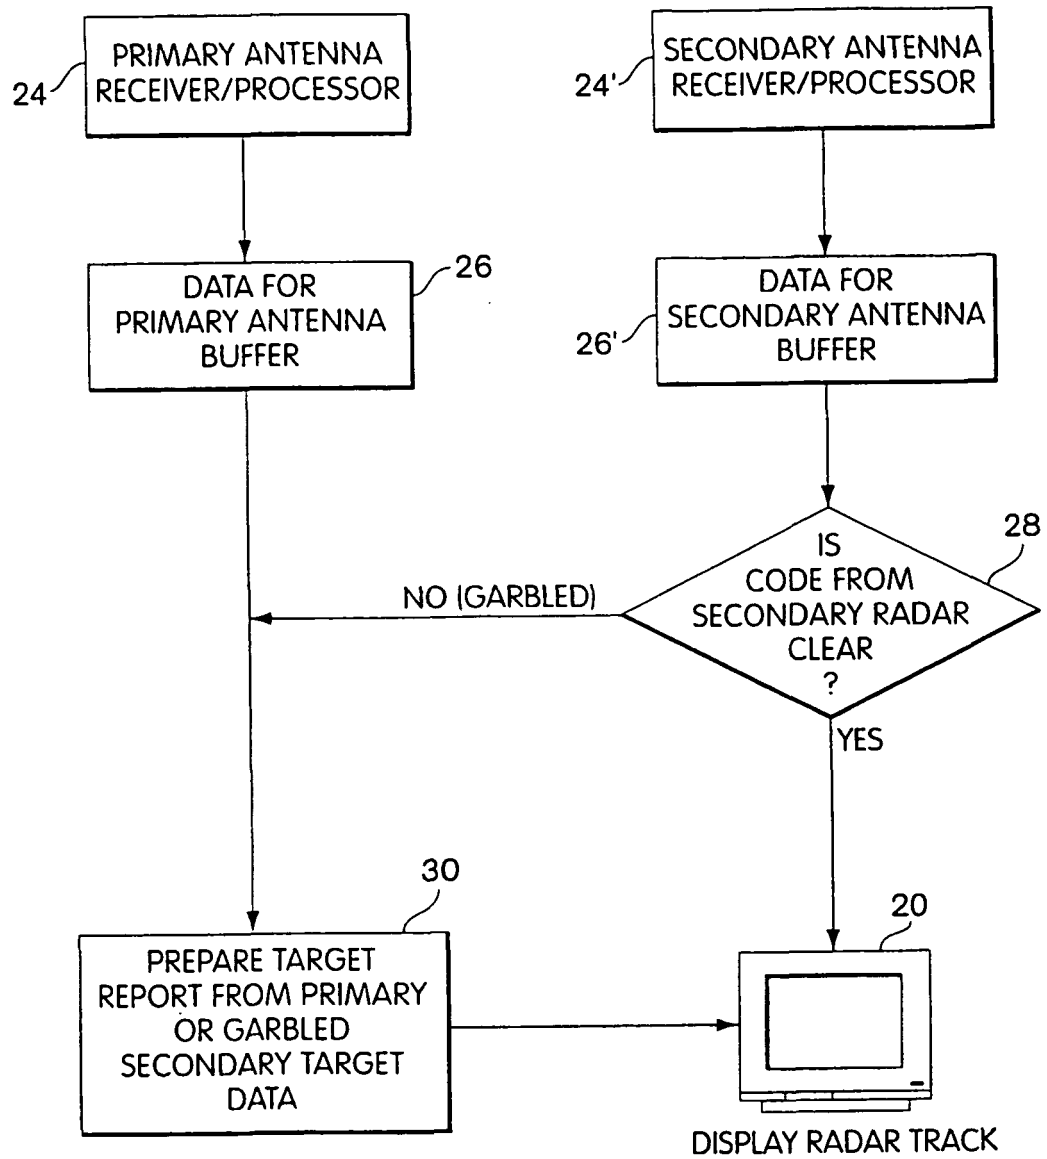 PRIMARY ANTENNA
RECEIVER/PROCESSOR
24
SECONDARY ANTENNA
RECEIVER/PROCESSOR
24'
DATA FOR
PRIMARY ANTENNA
BUFFER
26
DATA FOR
SECONDARY ANTENNA
BUFFER
26'
IS
CODE FROM
SECONDARY RADAR
CLEAR
?
28
NO (GARBLED)
YES
30
PREPARE TARGET
REPORT FROM PRIMARY
OR GARBLED
SECONDARY TARGET
DATA
20
DISPLAY RADAR TRACK